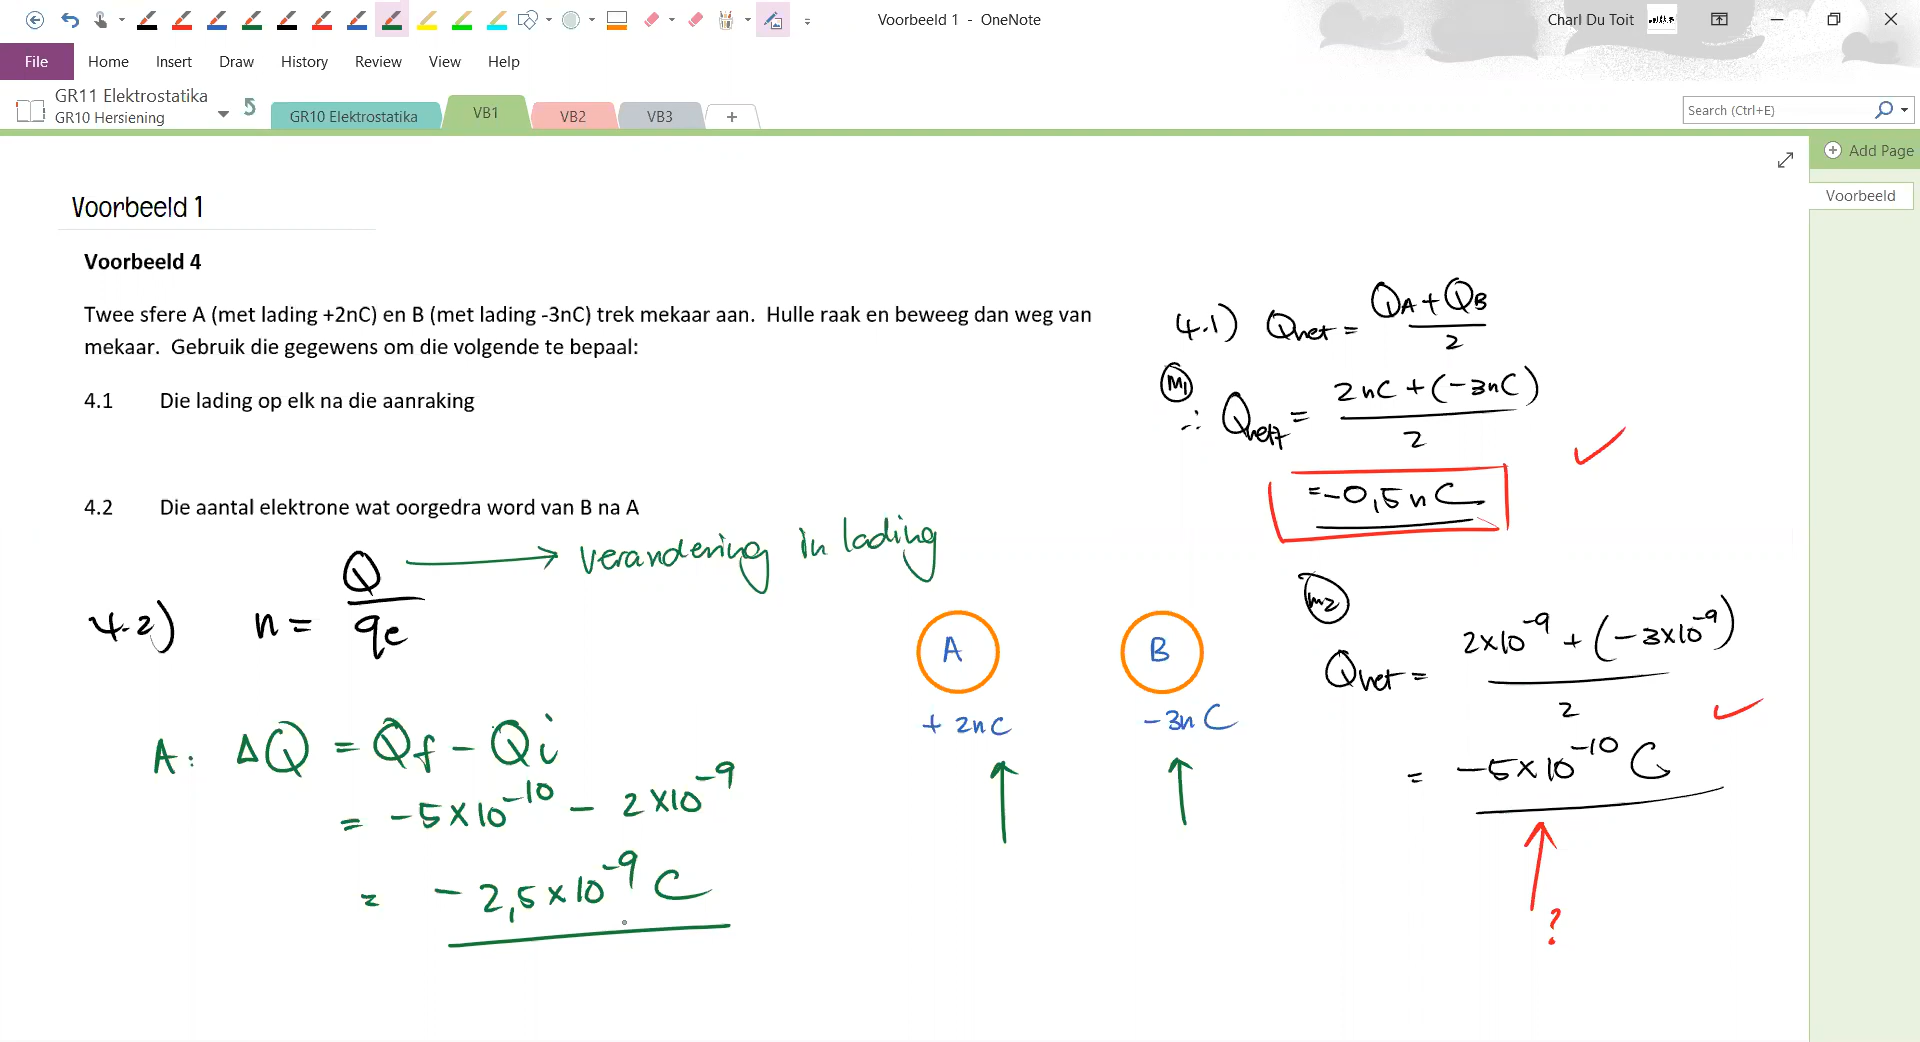 Voorbeeld 1 - OneNote
Charl Du Toit
File Home Insert Draw History Review View Help
GR11 Elektrostatika
GR10 Hersiening
GR10 Elektrostatika VB1 VB2 VB3 +
Search (Ctrl+E)
Add Page
Voorbeeld
Voorbeeld 1
Voorbeeld 4
Twee sfere A (met lading +2nC) en B (met lading -3nC) trek mekaar aan. Hulle raak en beweeg dan weg van
mekaar. Gebruik die gegewens om die volgende te bepaal:
4.1 Die lading op elk na die aanraking
4.2 Die aantal elektrone wat oorgedra word van B na A
4.1) Qnet = (QA + QB) / 2
M1
∴ Qnet = (2nC + (-3nC)) / 2
= -0,5nC
M2
Qnet = (2x10⁻⁹ + (-3x10⁻⁹)) / 2
= -5x10⁻¹⁰ C
?
4.2) n = Q / qe
Q → verandering in lading
A B
+2nC -3nC
A: ΔQ = Qf - Qi
= -5x10⁻¹⁰ - 2x10⁻⁹
= -2,5x10⁻⁹ C